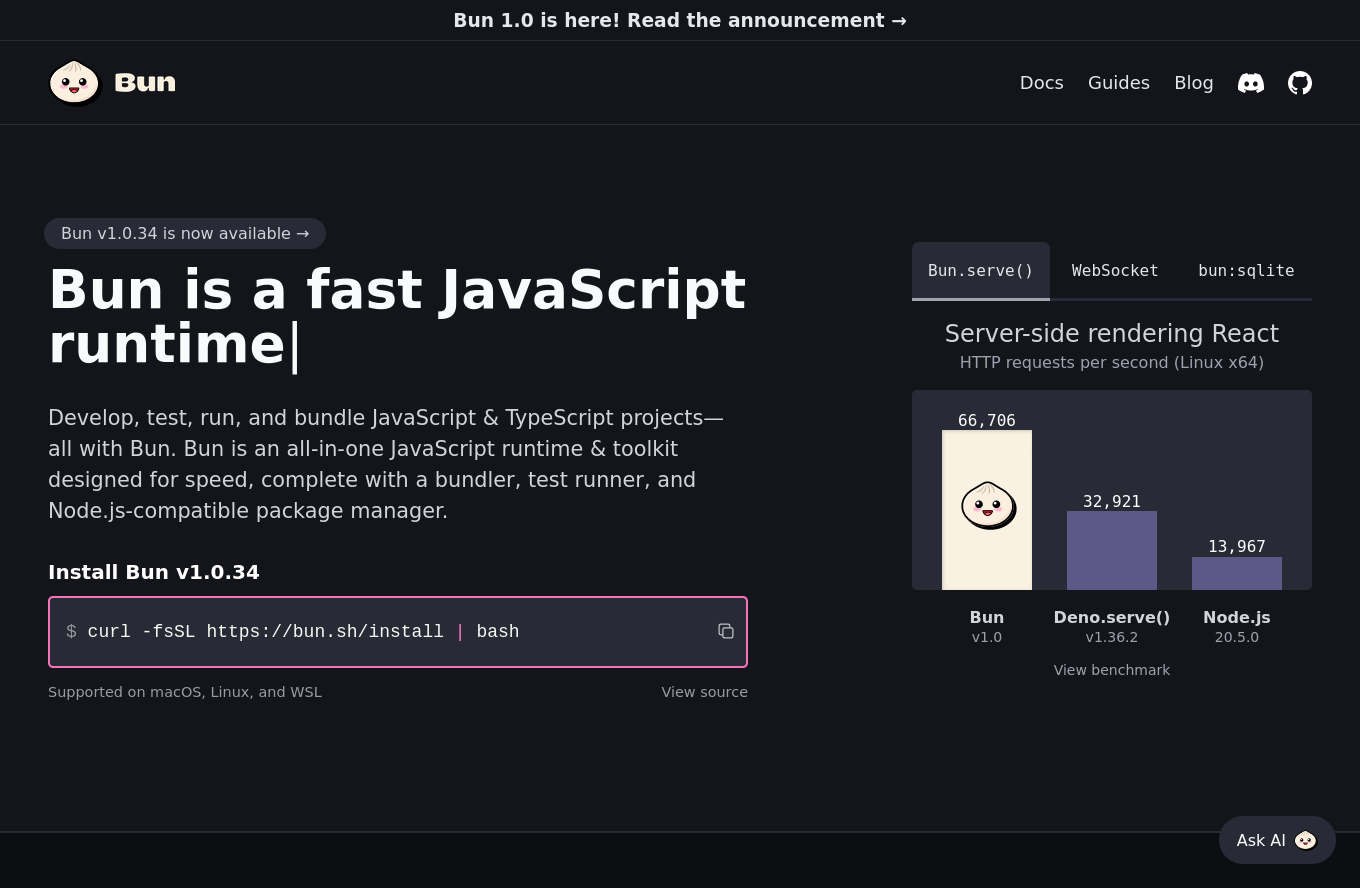 Bun 1.0 is here! Read the announcement →
Bun
Docs Guides Blog
Bun v1.0.34 is now available →
Bun is a fast JavaScript
runtime|
Develop, test, run, and bundle JavaScript & TypeScript projects—
all with Bun. Bun is an all-in-one JavaScript runtime & toolkit
designed for speed, complete with a bundler, test runner, and
Node.js-compatible package manager.
Install Bun v1.0.34
$ curl -fsSL https://bun.sh/install | bash
Supported on macOS, Linux, and WSL
View source
Bun.serve() WebSocket bun:sqlite
Server-side rendering React
HTTP requests per second (Linux x64)
66,706
32,921
13,967
Bun Deno.serve() Node.js
v1.0 v1.36.2 20.5.0
View benchmark
Ask AI